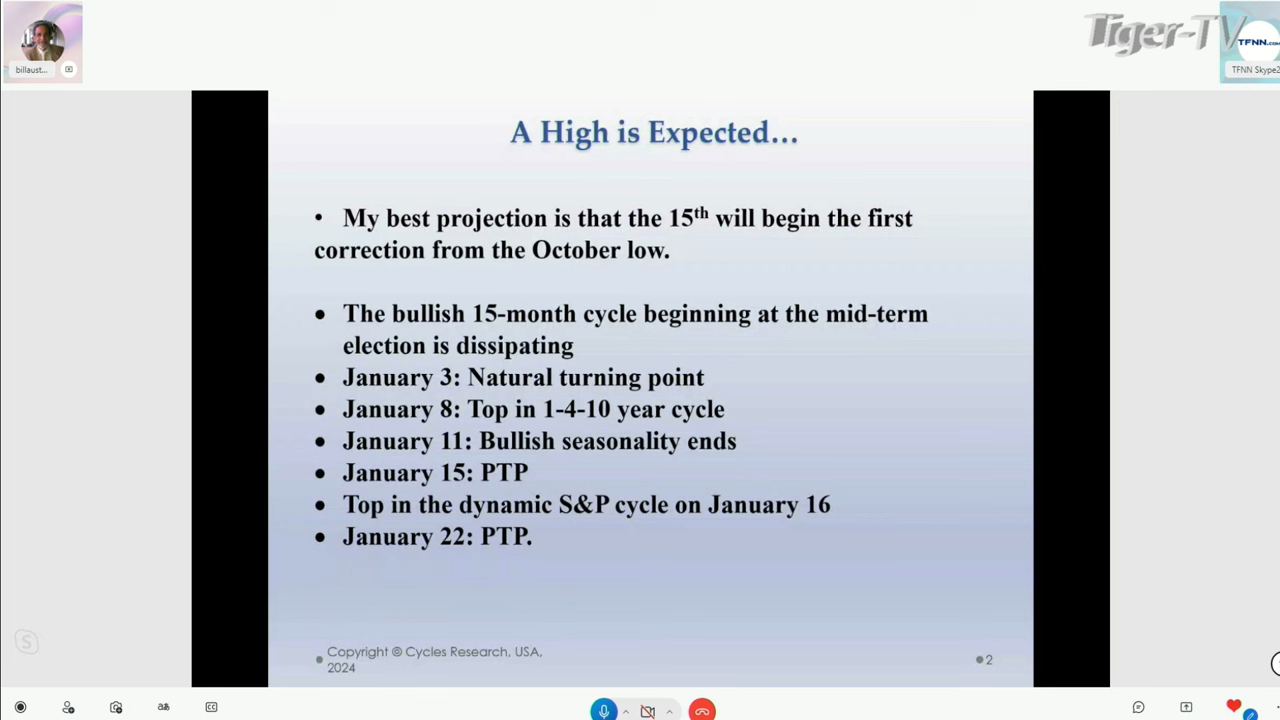 Tiger-TV
TFNN.COM
billaust...
TFNN Skype2
A High is Expected...
• My best projection is that the 15th will begin the first
correction from the October low.
• The bullish 15-month cycle beginning at the mid-term
election is dissipating
• January 3: Natural turning point
• January 8: Top in 1-4-10 year cycle
• January 11: Bullish seasonality ends
• January 15: PTP
• Top in the dynamic S&P cycle on January 16
• January 22: PTP.
Copyright © Cycles Research, USA,
2024
2